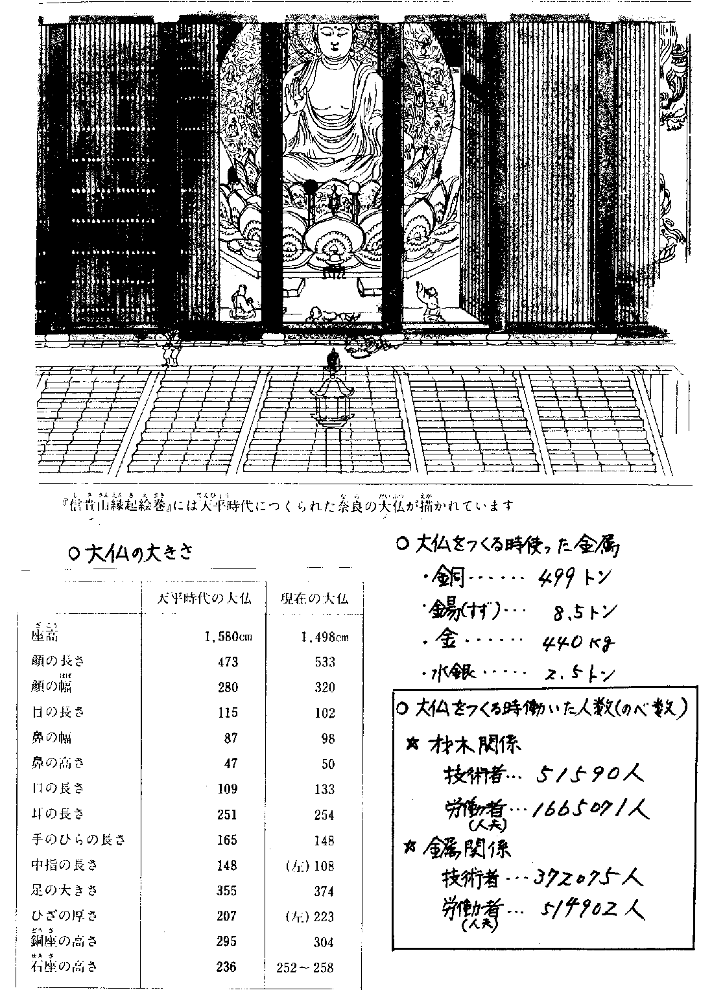 『信貴山縁起絵巻』には天平時代につくられた奈良の大仏が描かれています
○大仏の大きさ
天平時代の大仏 現在の大仏
座高 1,580cm 1,498cm
顔の長さ 473 533
顔の幅 280 320
目の長さ 115 102
鼻の幅 87 98
鼻の高さ 47 50
口の長さ 109 133
耳の長さ 251 254
手のひらの長さ 165 148
中指の長さ 148 (左)108
足の大きさ 355 374
ひざの厚さ 207 (左)223
銅座の高さ 295 304
石座の高さ 236 252~258
○大仏をつくる時使った金属
・銅…… 499トン
・錫(すず)… 8.5トン
・金…… 440kg
・水銀…… 2.5トン
○大仏をつくる時働いた人数(のべ数)
☆材木関係
技術者… 51590人
労働者…1665071人
(人夫)
☆金属関係
技術者…372075人
労働者… 514902人
(人夫)